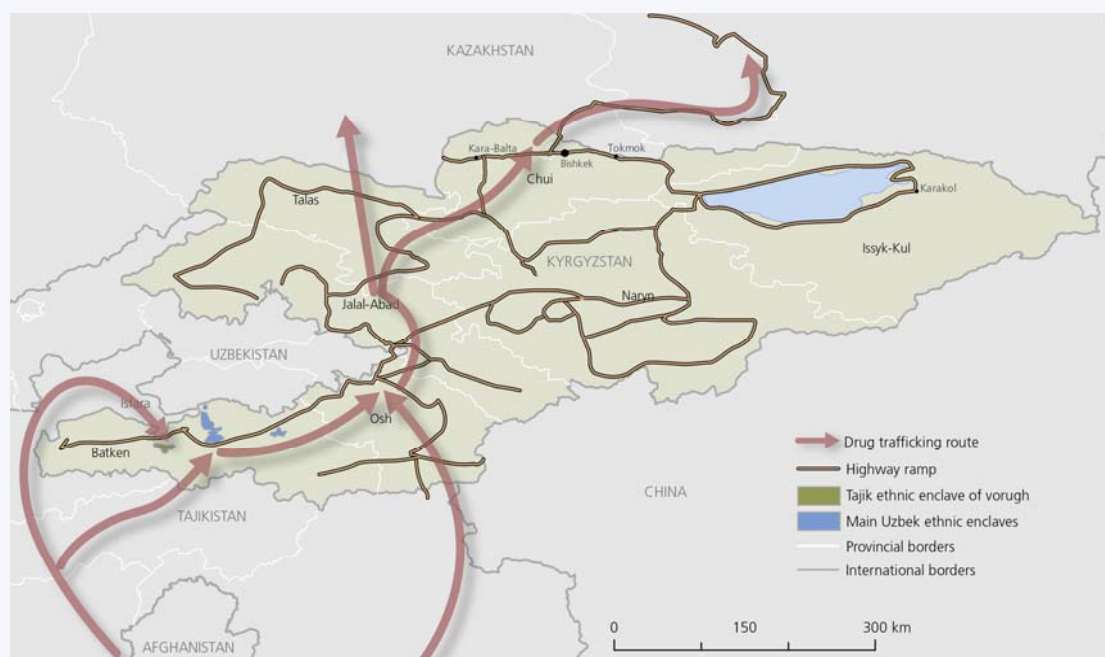 KAZAKHSTAN
Kara-Balta
Bishkek
Tokmok
Chui
Karakol
Talas
Issyk-Kul
KYRGYZSTAN
Naryn
Jalal-Abad
UZBEKISTAN
Isfara
Osh
Batken
TAJIKISTAN
CHINA
AFGHANISTAN
Drug trafficking route
Highway ramp
Tajik ethnic enclave of vorugh
Main Uzbek ethnic enclaves
Provincial borders
International borders
0 150 300 km